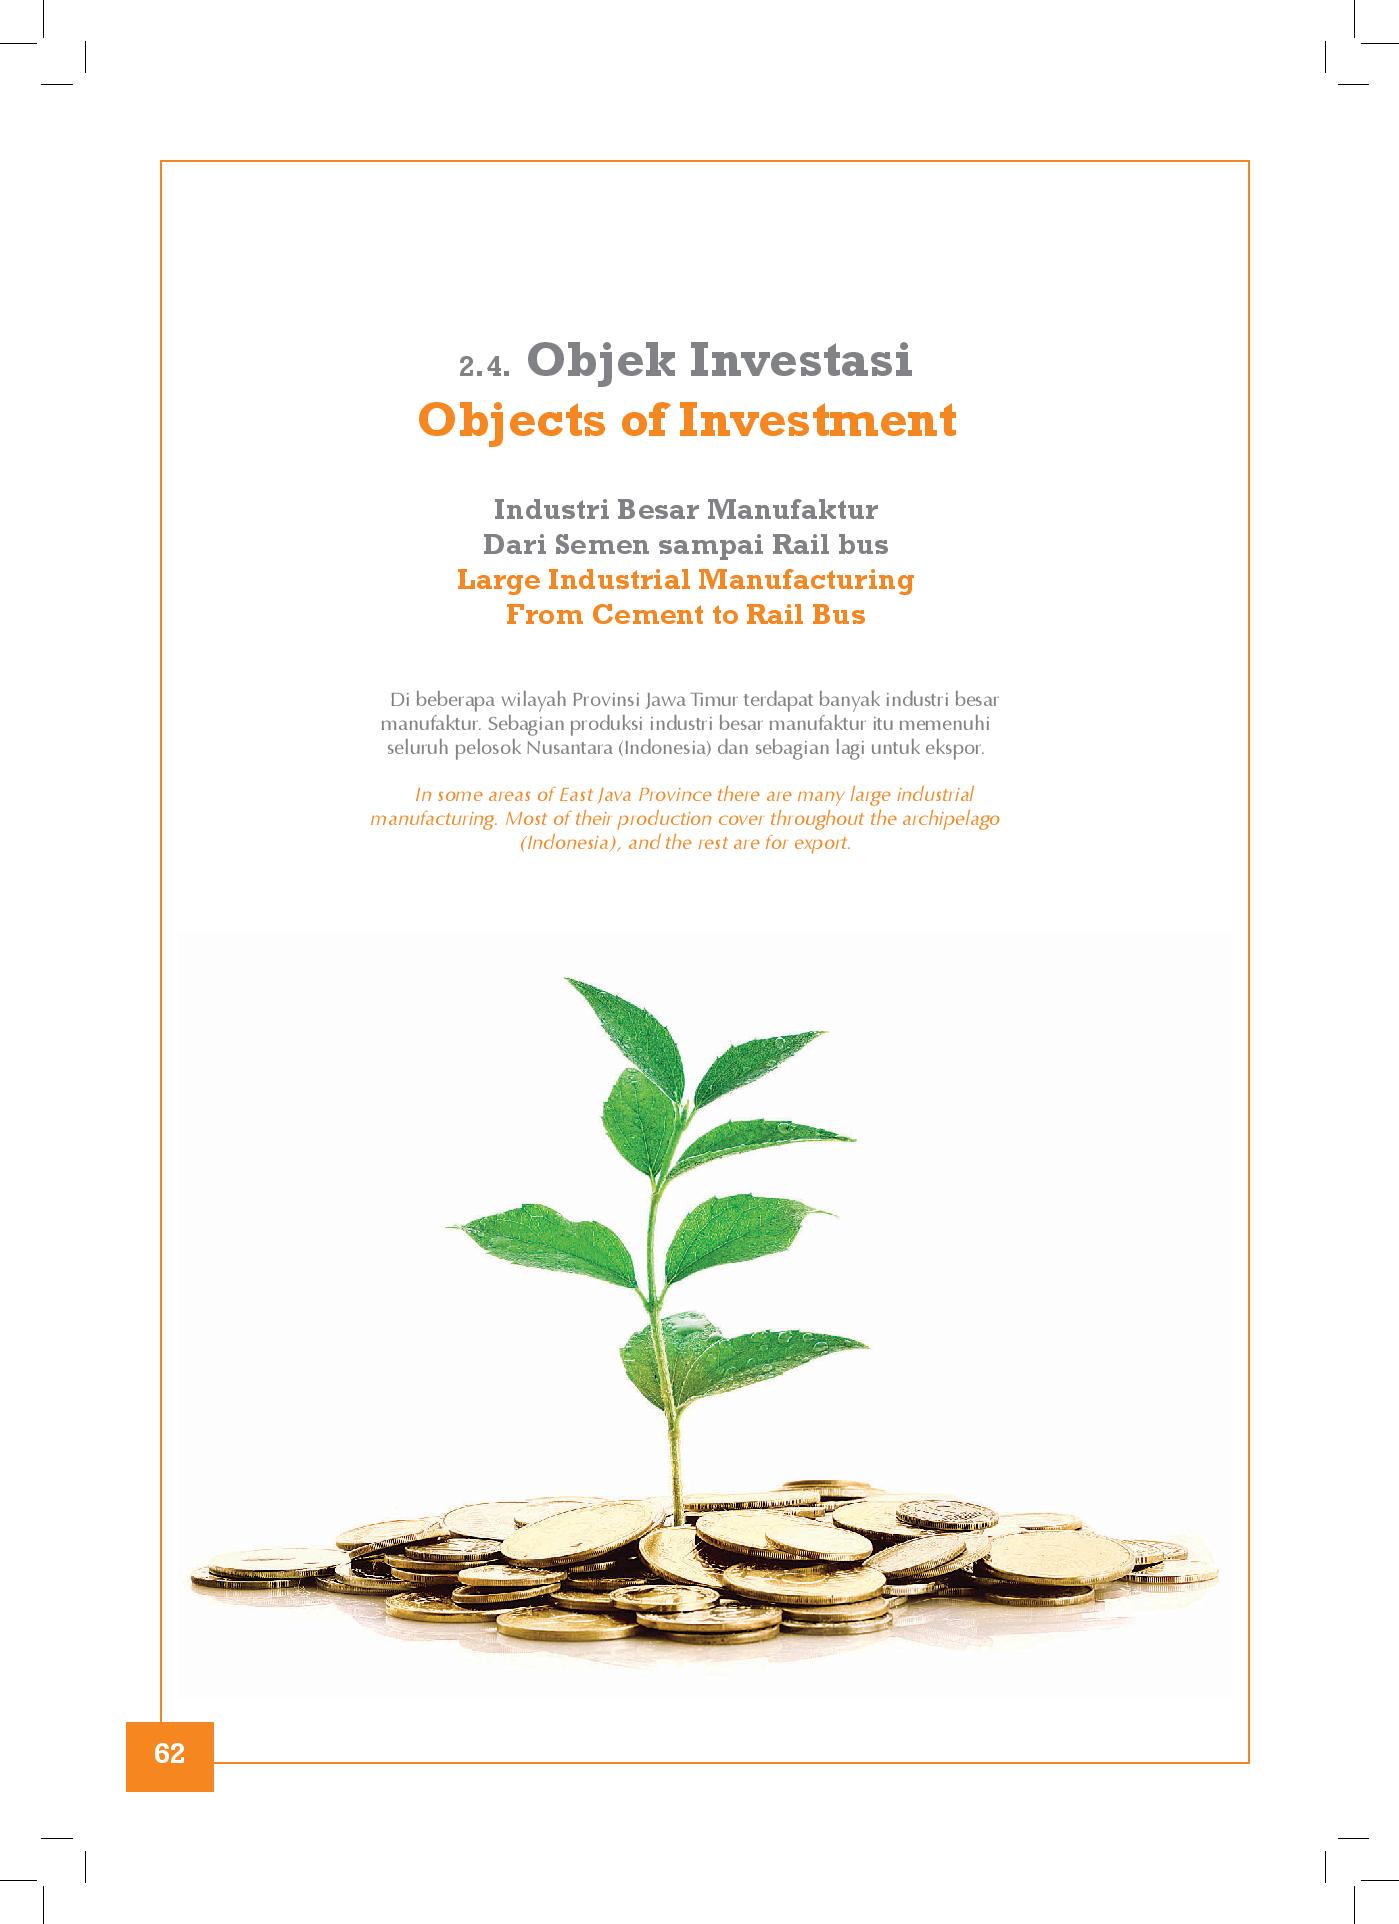 2.4. Objek Investasi
Objects of Investment
Industri Besar Manufaktur
Dari Semen sampai Rail bus
Large Industrial Manufacturing
From Cement to Rail Bus
Di beberapa wilayah Provinsi Jawa Timur terdapat banyak industri besar
manufaktur. Sebagian produksi industri besar manufaktur itu memenuhi
seluruh pelosok Nusantara (Indonesia) dan sebagian lagi untuk ekspor.
In some areas of East Java Province there are many large industrial
manufacturing. Most of their production cover throughout the archipelago
(Indonesia), and the rest are for export.
62